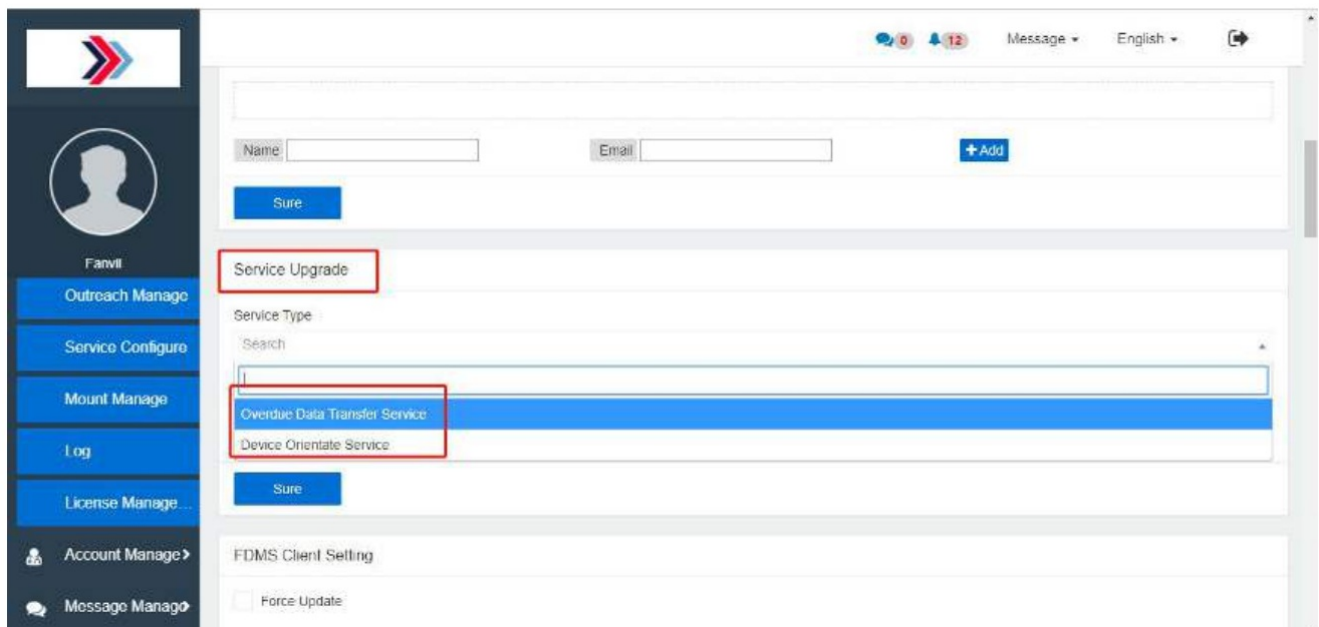 0 12 Message English
Name Email + Add
Sure
Fanvil
Outreach Manage
Service Configure
Mount Manage
Log
License Manage...
Account Manage
Message Manage
Service Upgrade
Service Type
Search
Overdue Data Transfer Service
Device Orientate Service
Sure
FDMS Client Setting
Force Update